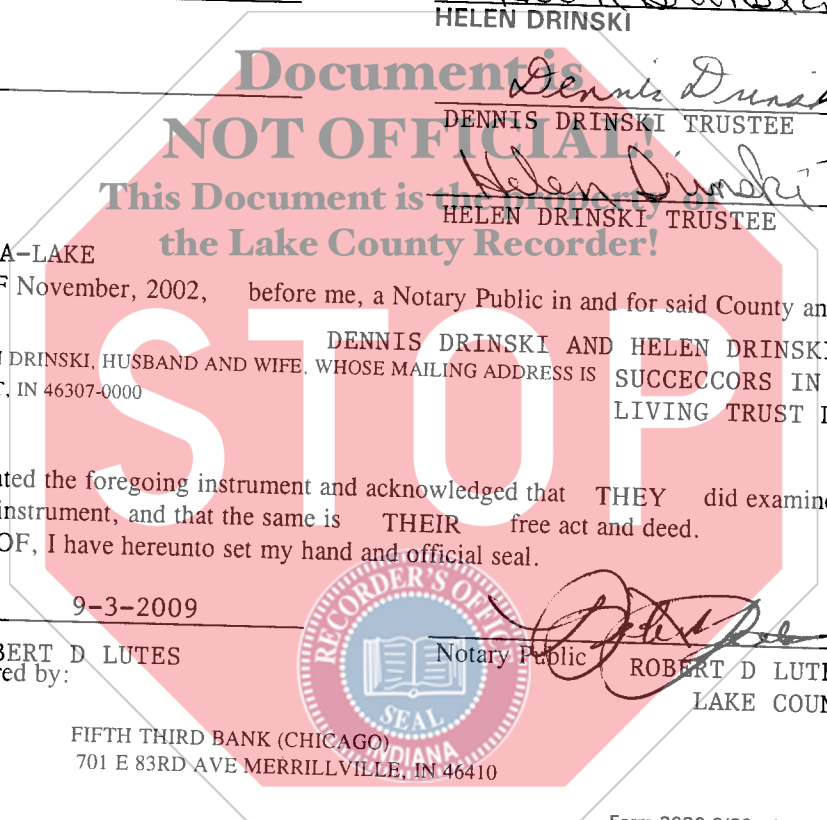 HELEN DRINSKI
Document is
NOT OFFICIAL!
This Document is the property of
the Lake County Recorder!
Dennis Drinski
DENNIS DRINSKI TRUSTEE
Helen Drinski
HELEN DRINSKI TRUSTEE
A-LAKE
F November, 2002, before me, a Notary Public in and for said County an
DENNIS DRINSKI AND HELEN DRINSKI
DRINSKI, HUSBAND AND WIFE, WHOSE MAILING ADDRESS IS SUCCECCORS IN
T, IN 46307-0000
LIVING TRUST
STOP
ted the foregoing instrument and acknowledged that THEY did examine
instrument, and that the same is THEIR free act and deed.
OF, I have hereunto set my hand and official seal.
RECORDER'S OFFICE
SEAL
INDIANA
9-3-2009
BERT D LUTES
Notary Public ROBERT D LUTE
red by:
LAKE COUN
FIFTH THIRD BANK (CHICAGO)
701 E 83RD AVE MERRILLVILLE, IN 46410